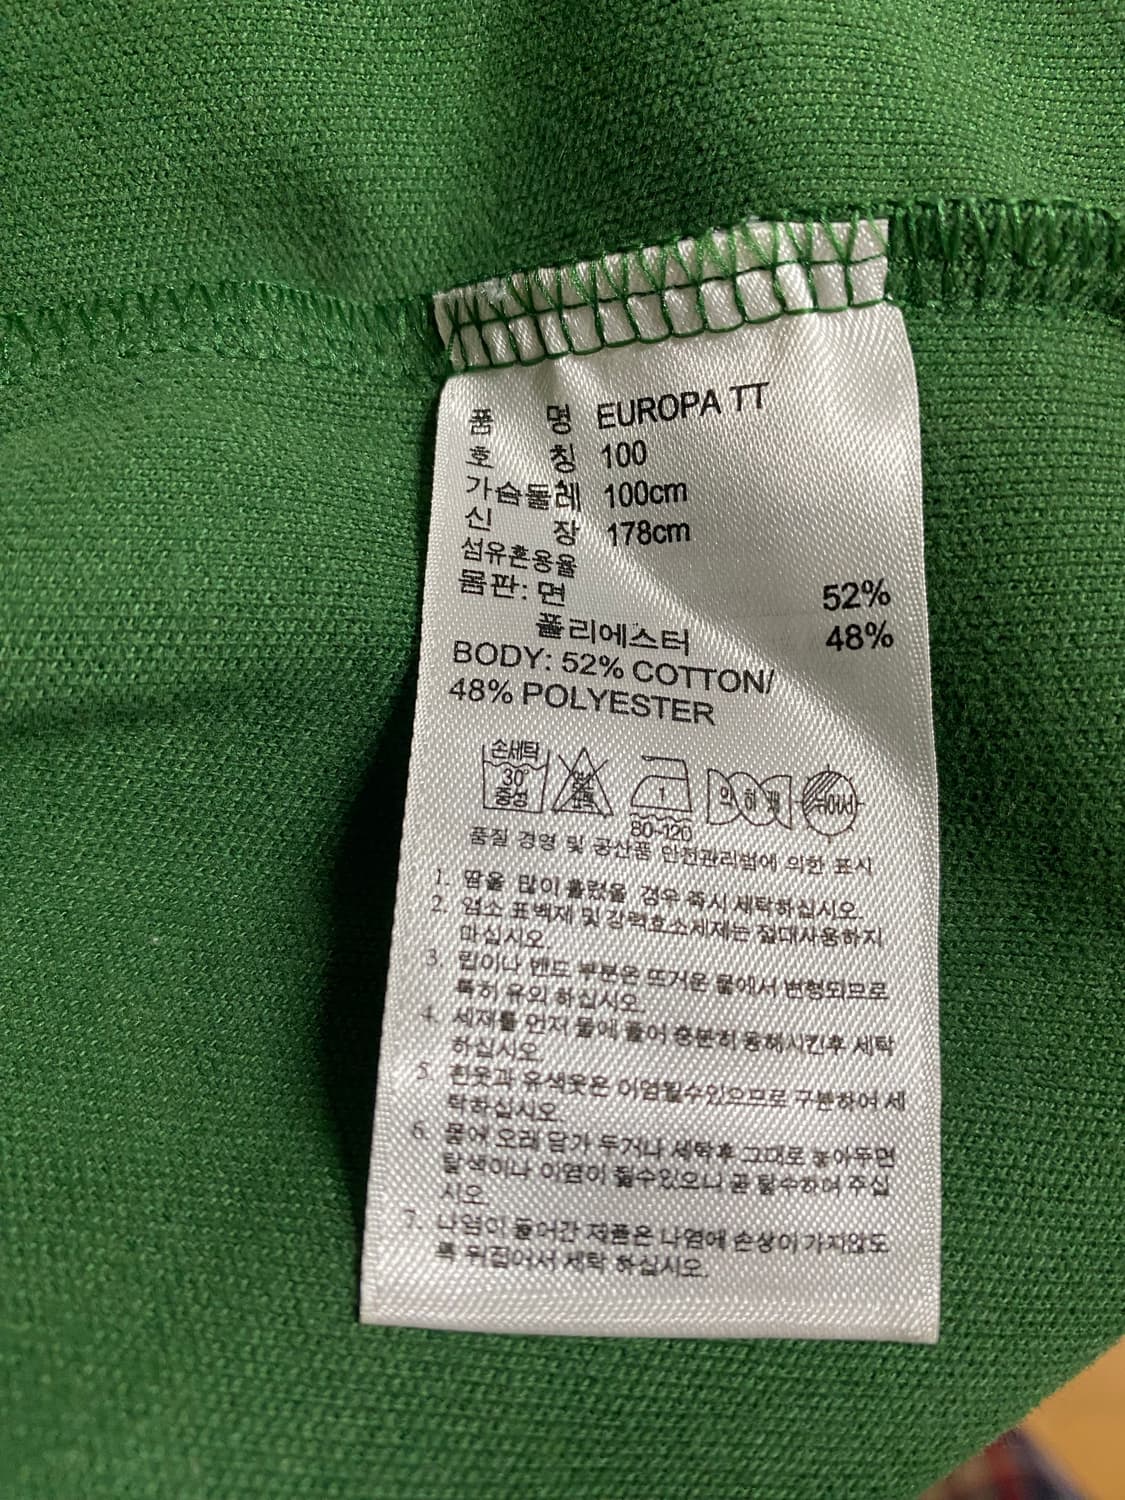 품 명 EUROPA TT
호 칭 100
가슴둘레 100cm
신 장 178cm
섬유혼용율
몸판: 면 52%
폴리에스터 48%
BODY: 52% COTTON/
48% POLYESTER
손세탁
30°
중성
1
80-120
품질 경영 및 공산품 안전관리법에 의한 표시
1. 땀을 많이 흘렸을 경우 즉시 세탁하십시오.
2. 염소 표백제 및 강력효소세제는 절대사용하지
마십시오.
3. 립이나 밴드 부분은 뜨거운 물에서 변형되므로
특히 유의 하십시오.
4. 세재를 먼저 물에 풀어 충분히 용해시킨후 세탁
하십시오.
5. 흰옷과 유색옷은 이염될수있으므로 구분하여 세
탁하십시오.
6. 물에 오래 담가 두거나 세탁후 그대로 놓아두면
탈색이나 이염이 될수있으니 곧 탈수하여 주십
시오.
7. 나염이 들어간 제품은 나염에 손상이가지않도
록 뒤집어서 세탁 하십시오.